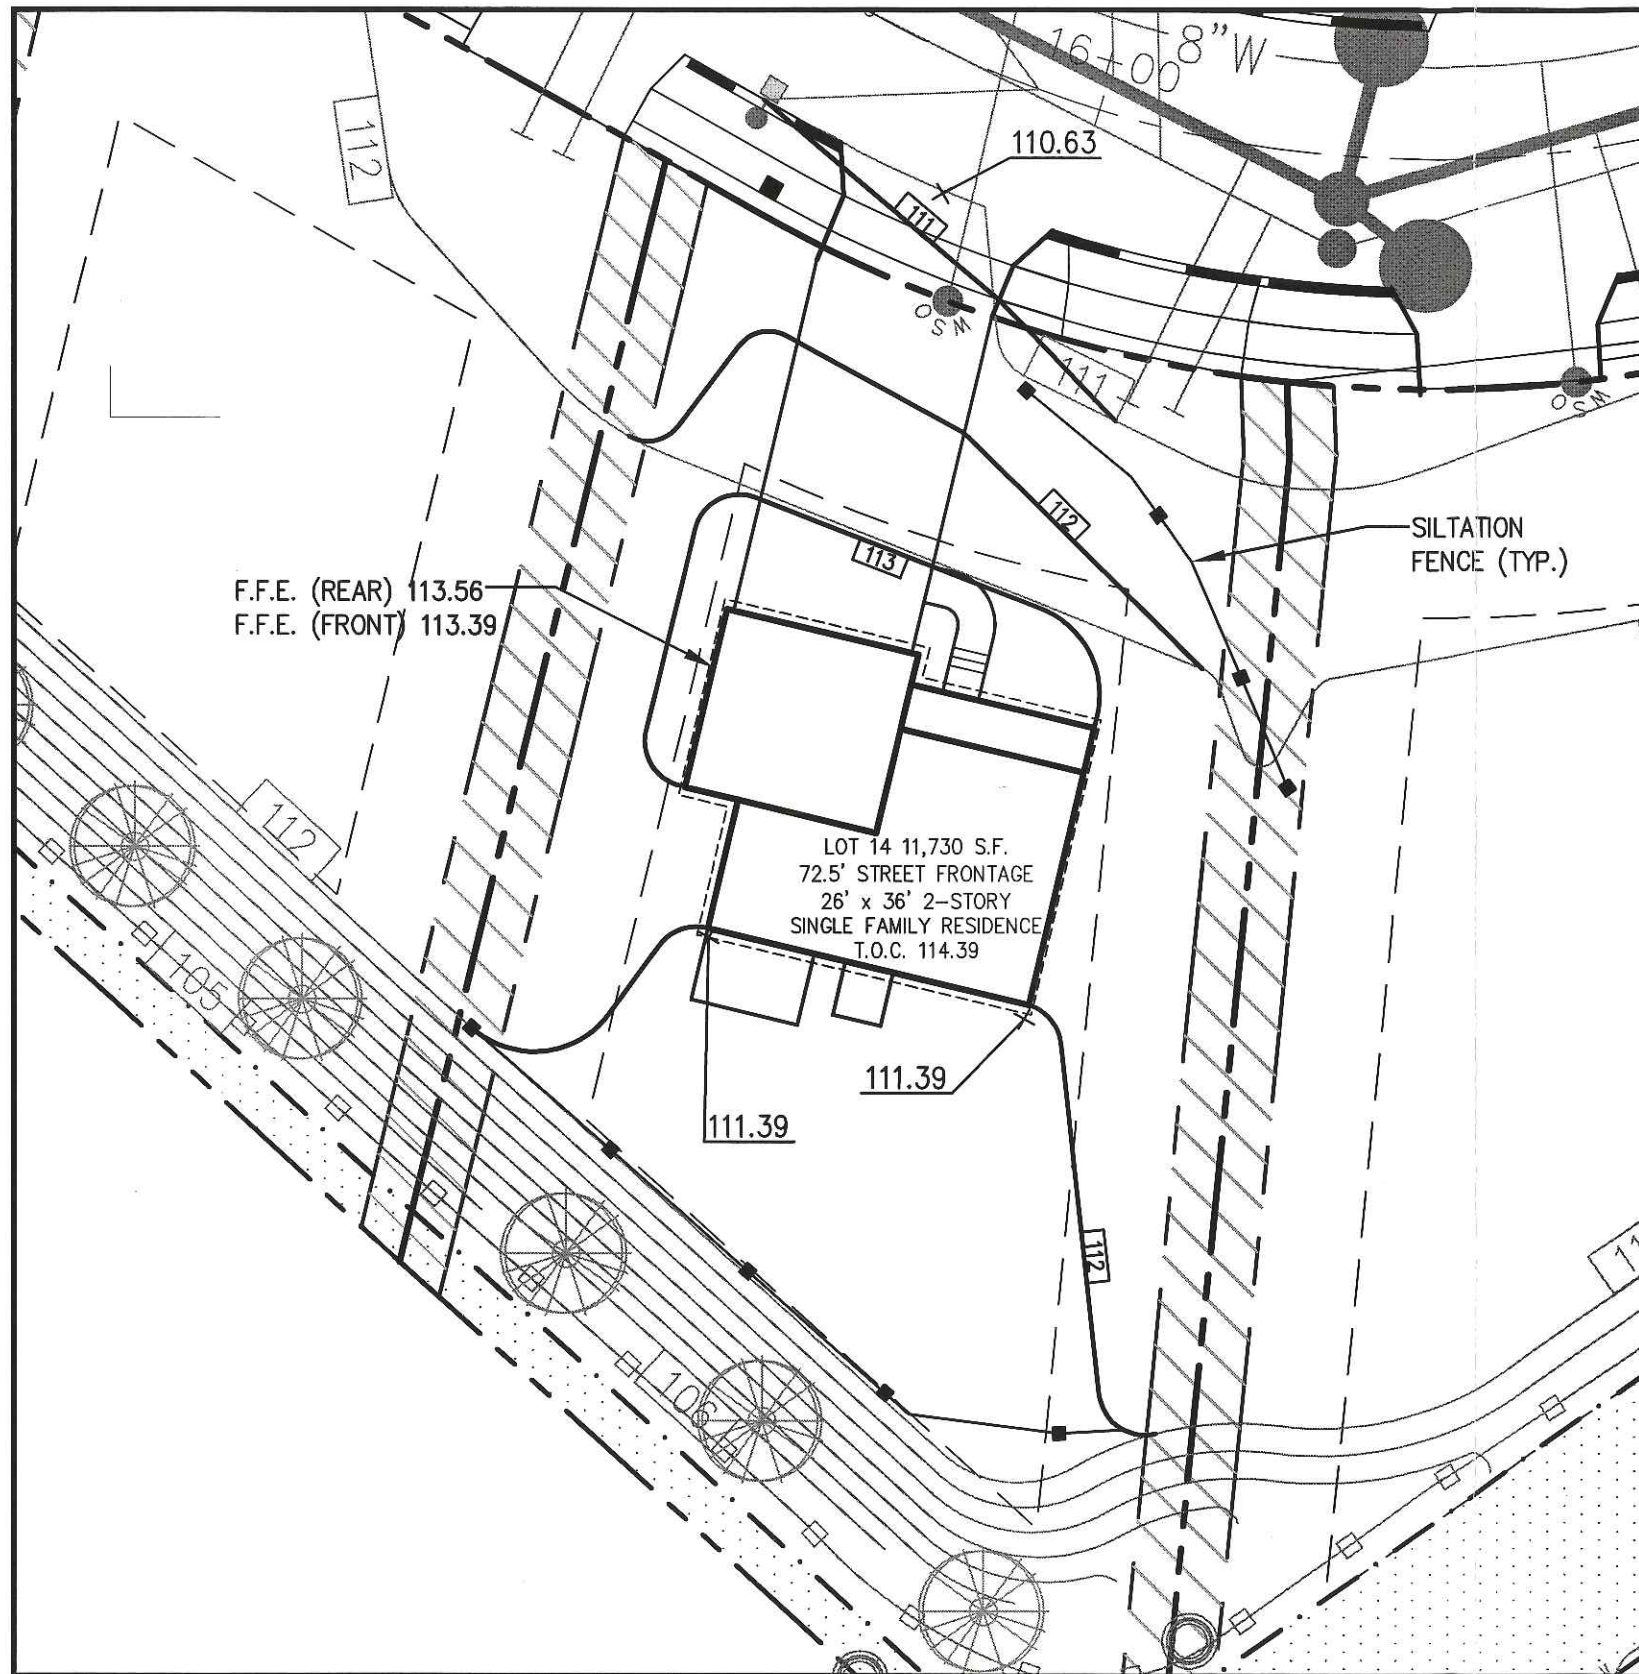 16+00
8"W
112
110.63
111
WSO
111
WSO
112
SILTATION
FENCE (TYP.)
113
F.F.E. (REAR) 113.56
F.F.E. (FRONT) 113.39
112
LOT 14 11,730 S.F.
72.5' STREET FRONTAGE
26' x 36' 2-STORY
SINGLE FAMILY RESIDENCE
T.O.C. 114.39
105
111.39
111.39
112
106